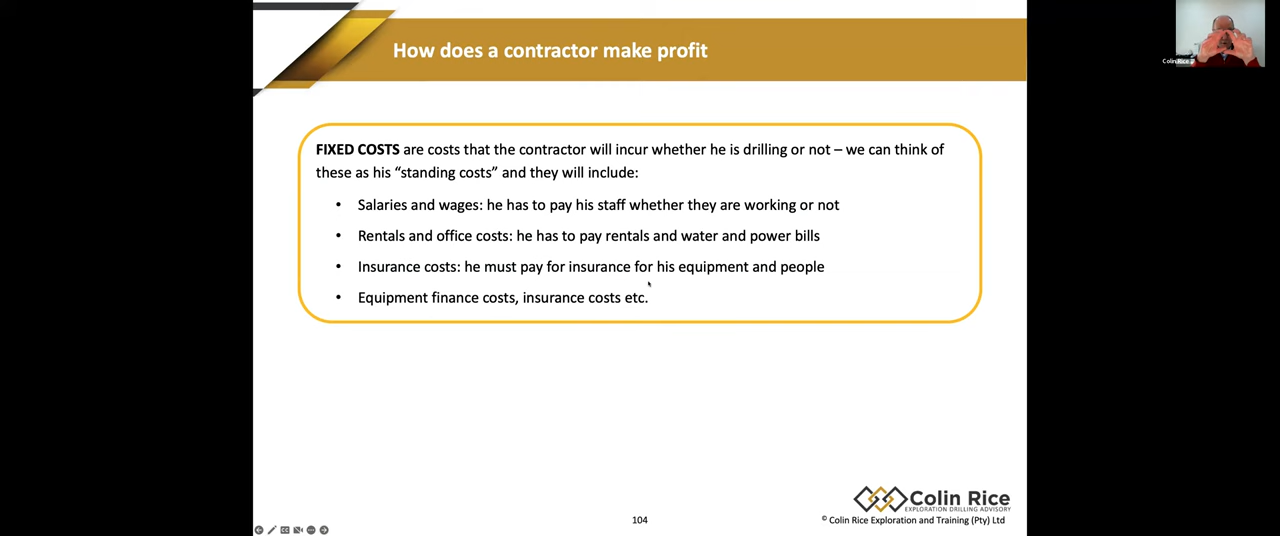 How does a contractor make profit
Colin Rice
FIXED COSTS are costs that the contractor will incur whether he is drilling or not – we can think of
these as his “standing costs” and they will include:
• Salaries and wages: he has to pay his staff whether they are working or not
• Rentals and office costs: he has to pay rentals and water and power bills
• Insurance costs: he must pay for insurance for his equipment and people
• Equipment finance costs, insurance costs etc.
Colin Rice
EXPLORATION DRILLING ADVISORY
104
© Colin Rice Exploration and Training (Pty) Ltd